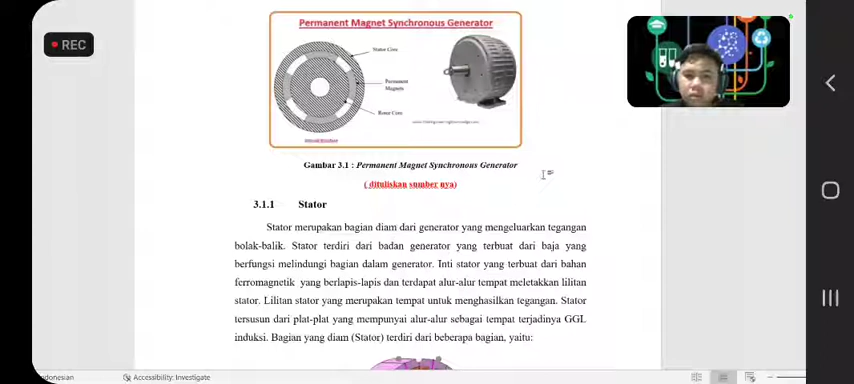 REC
Permanent Magnet Synchronous Generator
Stator Core
Permanent
Magnets
Rotor Core
Gambar 3.1 : Permanent Magnet Synchronous Generator
( dituliskan sumber nya)
3.1.1 Stator
Stator merupakan bagian diam dari generator yang mengeluarkan tegangan
bolak-balik. Stator terdiri dari badan generator yang terbuat dari baja yang
berfungsi melindungi bagian dalam generator. Inti stator yang terbuat dari bahan
ferromagnetik yang berlapis-lapis dan terdapat alur-alur tempat meletakkan lilitan
stator. Lilitan stator yang merupakan tempat untuk menghasilkan tegangan. Stator
tersusun dari plat-plat yang mempunyai alur-alur sebagai tempat terjadinya GGL
induksi. Bagian yang diam (Stator) terdiri dari beberapa bagian, yaitu:
Accessibility: Investigate